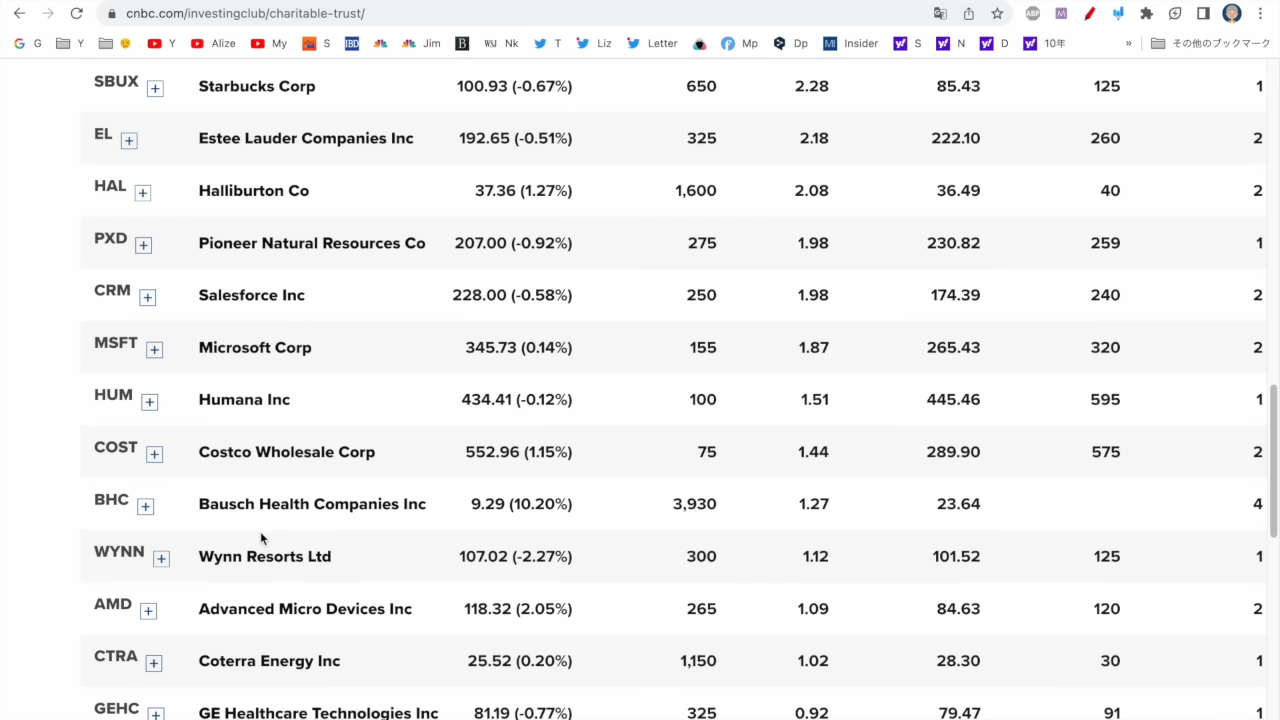 cnbc.com/investingclub/charitable-trust/
G Y Y Alize My S IBD Jim B WSJ Nk T Liz Letter Mp Dp MI Insider S N D 10年 » その他のブックマーク
SBUX + Starbucks Corp 100.93 (-0.67%) 650 2.28 85.43 125 1
EL + Estee Lauder Companies Inc 192.65 (-0.51%) 325 2.18 222.10 260 2
HAL + Halliburton Co 37.36 (1.27%) 1,600 2.08 36.49 40 2
PXD + Pioneer Natural Resources Co 207.00 (-0.92%) 275 1.98 230.82 259 1
CRM + Salesforce Inc 228.00 (-0.58%) 250 1.98 174.39 240 2
MSFT + Microsoft Corp 345.73 (0.14%) 155 1.87 265.43 320 2
HUM + Humana Inc 434.41 (-0.12%) 100 1.51 445.46 595 1
COST + Costco Wholesale Corp 552.96 (1.15%) 75 1.44 289.90 575 2
BHC + Bausch Health Companies Inc 9.29 (10.20%) 3,930 1.27 23.64 4
WYNN + Wynn Resorts Ltd 107.02 (-2.27%) 300 1.12 101.52 125 1
AMD + Advanced Micro Devices Inc 118.32 (2.05%) 265 1.09 84.63 120 2
CTRA + Coterra Energy Inc 25.52 (0.20%) 1,150 1.02 28.30 30 1
GEHC + GE Healthcare Technologies Inc 81.19 (-0.77%) 325 0.92 79.47 91 1